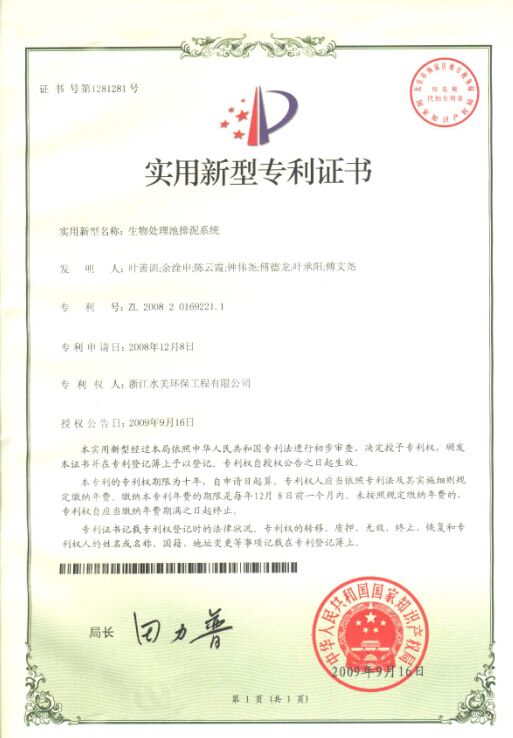 证书号第1281281号
印花税
代扣专用章
实用新型专利证书
实用新型名称：生物处理池排泥系统
发明人：叶善训;余淦申;陈云霞;钟伟尧;傅德龙;叶承阳;傅文尧
专利号：ZL 2008 2 0169221.1
专利申请日：2008年12月8日
专利权人：浙江水美环保工程有限公司
授权公告日：2009年9月16日
本实用新型经过本局依照中华人民共和国专利法进行初步审查，决定授予专利权，颁发
本证书并在专利登记簿上予以登记。专利权自授权公告之日起生效。
本专利的专利权期限为十年，自申请日起算。专利权人应当依照专利法及其实施细则规
定缴纳年费。缴纳本专利年费的期限是每年12月 8日前一个月内。未按照规定缴纳年费的，
专利权自应当缴纳年费期满之日起终止。
专利证书记载专利权登记时的法律状况。专利权的转移、质押、无效、终止、恢复和专
利权人的姓名或名称、国籍、地址变更等事项记载在专利登记簿上。
局长 田力普
中华人民共和国国家知识产权局
2009年9月16日
第1页（共1页）